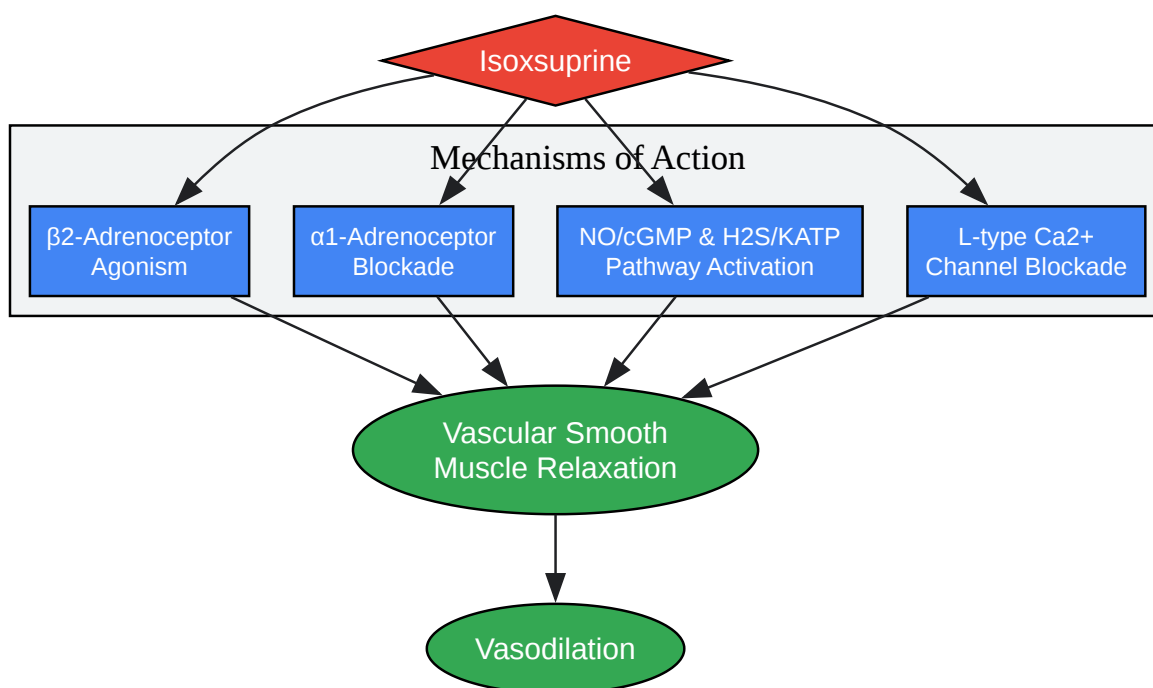 Isoxsuprine
Mechanisms of Action
β2-Adrenoceptor
Agonism
α1-Adrenoceptor
Blockade
NO/cGMP & H2S/KATP
Pathway Activation
L-type Ca2+
Channel Blockade
Vascular Smooth
Muscle Relaxation
Vasodilation